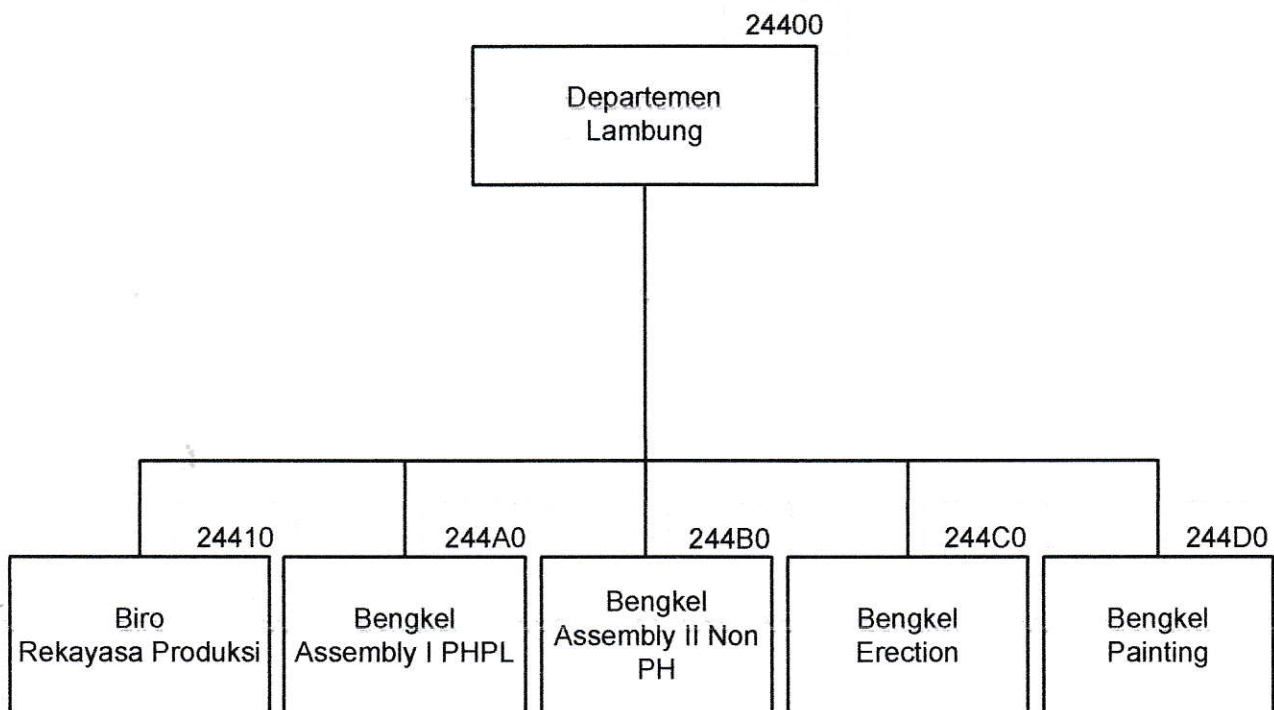 24400
Departemen
Lambung
24410
Biro
Rekayasa Produksi
244A0
Bengkel
Assembly I PHPL
244B0
Bengkel
Assembly II Non
PH
244C0
Bengkel
Erection
244D0
Bengkel
Painting